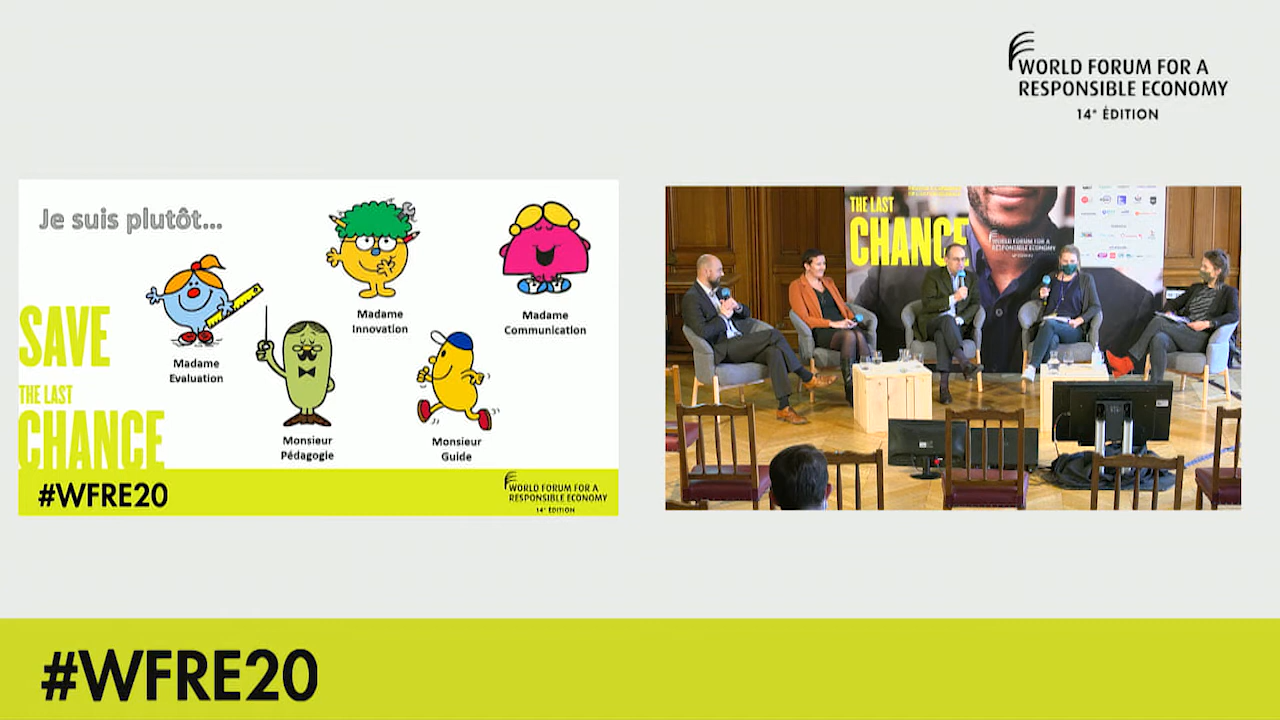 WORLD FORUM FOR A
RESPONSIBLE ECONOMY
14e ÉDITION
Je suis plutôt...
Madame
Innovation
Madame
Communication
Madame
Evaluation
Monsieur
Pédagogie
Monsieur
Guide
SAVE
THE LAST
CHANCE
#WFRE20
WORLD FORUM FOR A
RESPONSIBLE ECONOMY
14e ÉDITION
THE LAST
CHANCE
WORLD FORUM FOR A
RESPONSIBLE ECONOMY
#WFRE20